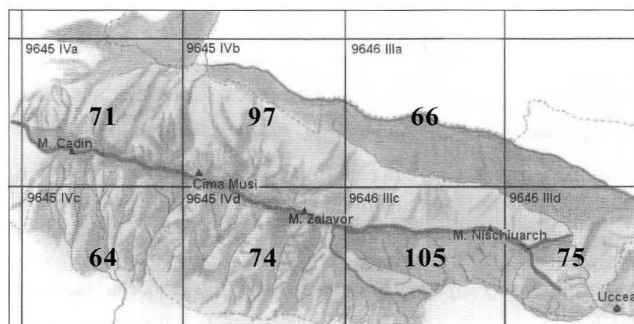 9645 IVa
9645 IVb
9646 IIIa
71
97
66
M. Cadin
Cima Musi
9645 IVc
9645 IVd
9646 IIIc
9646 IIId
M. Zaiavor
M. Nischiuarch
64
74
105
75
Uccea